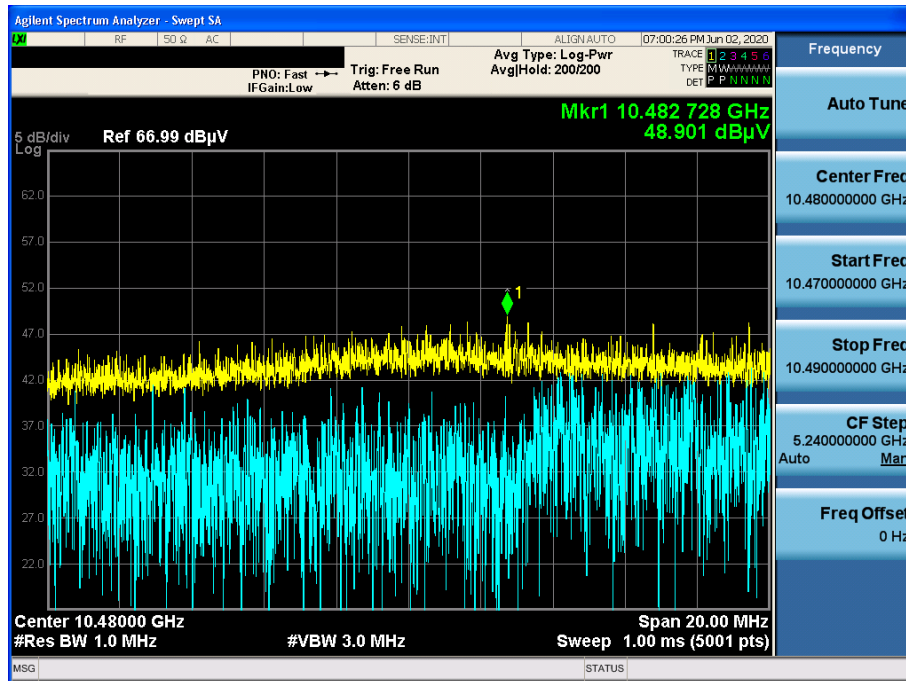 Agilent Spectrum Analyzer - Swept SA
LXI RF 50 Ω AC SENSE:INT ALIGN AUTO 07:00:26 PM Jun 02, 2020
Frequency
PNO: Fast
IFGain:Low
Trig: Free Run
Atten: 6 dB
Avg Type: Log-Pwr
Avg|Hold: 200/200
TRACE 1 2 3 4 5 6
TYPE M W W W W W
DET P P N N N N
Auto Tune
Mkr1 10.482 728 GHz
48.901 dBµV
5 dB/div Ref 66.99 dBµV
Log
62.0
57.0
52.0
47.0
42.0
37.0
32.0
27.0
22.0
1
Center Freq
10.480000000 GHz
Start Freq
10.470000000 GHz
Stop Freq
10.490000000 GHz
CF Step
5.240000000 GHz
Auto Man
Freq Offset
0 Hz
Center 10.48000 GHz Span 20.00 MHz
#Res BW 1.0 MHz #VBW 3.0 MHz Sweep 1.00 ms (5001 pts)
MSG STATUS